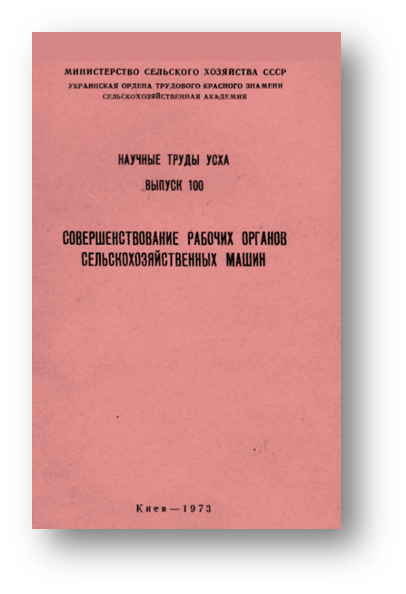 МИНИСТЕРСТВО СЕЛЬСКОГО ХОЗЯЙСТВА СССР
УКРАИНСКАЯ ОРДЕНА ТРУДОВОГО КРАСНОГО ЗНАМЕНИ
СЕЛЬСКОХОЗЯЙСТВЕННАЯ АКАДЕМИЯ
НАУЧНЫЕ ТРУДЫ УСХА
ВЫПУСК 100
СОВЕРШЕНСТВОВАНИЕ РАБОЧИХ ОРГАНОВ
СЕЛЬСКОХОЗЯЙСТВЕННЫХ МАШИН
Киев—1973